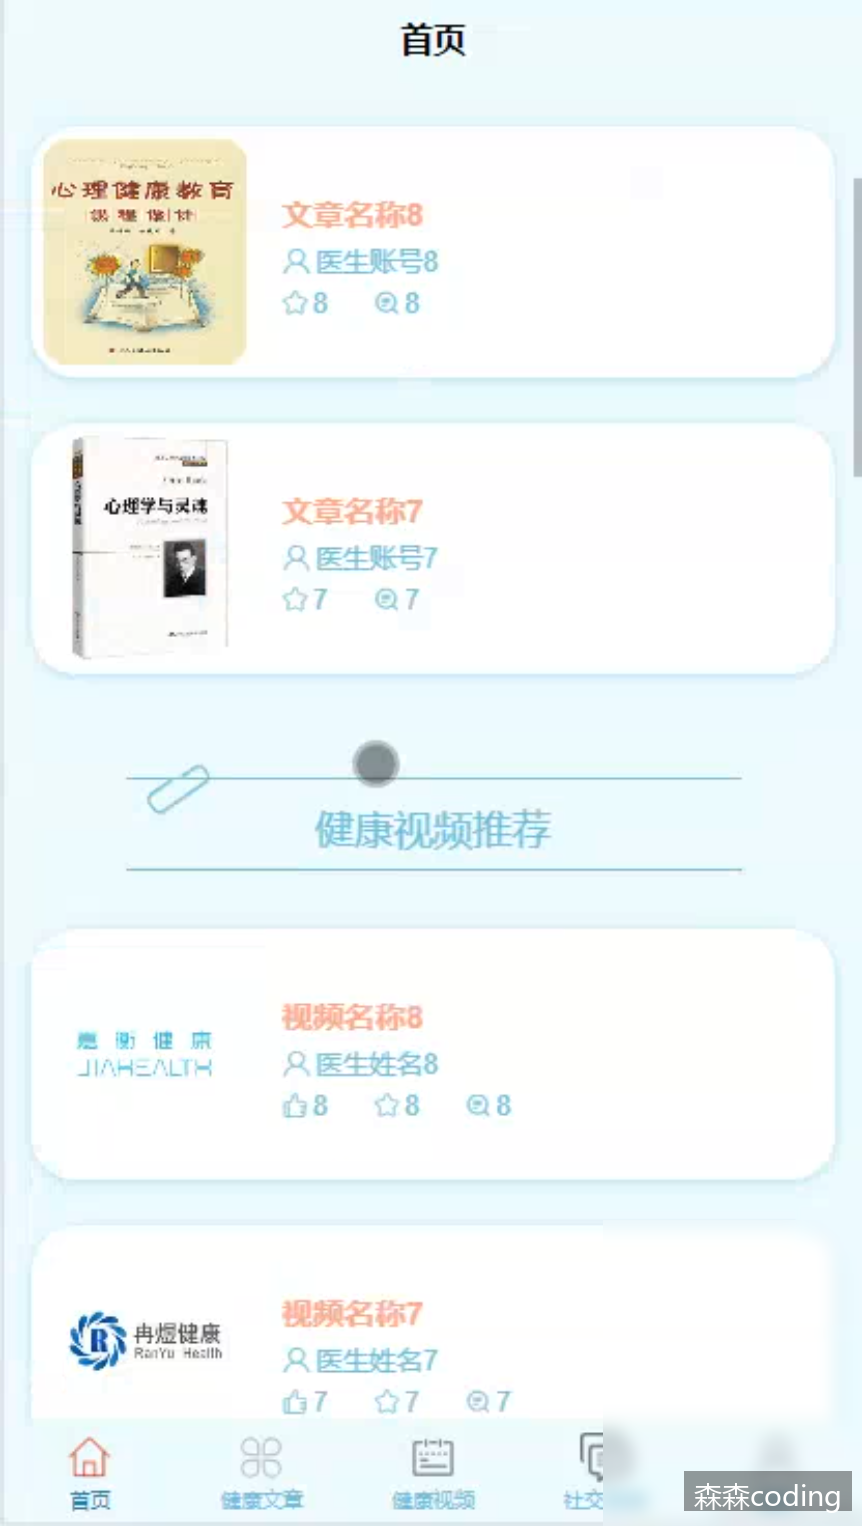 首页
心理健康教育
课程设计
文章名称8
医生账号8
8 8
心理学与灵魂
文章名称7
医生账号7
7 7
健康视频推荐
视频名称8
嘉衡健康
JIAHEALTH
医生姓名8
8 8 8
视频名称7
冉煜健康
RanYu Health
医生姓名7
7 7 7
首页 健康文章 健康视频 社交
森森coding